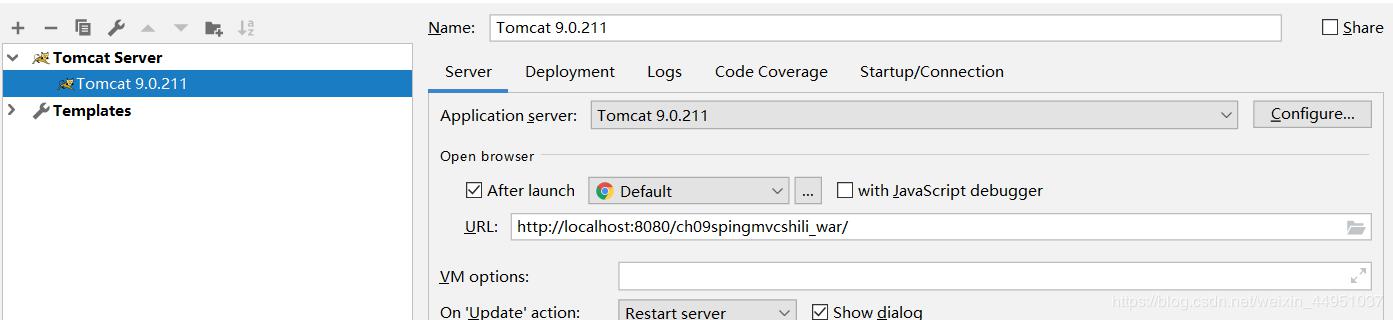 Name: Tomcat 9.0.211 Share
Tomcat Server
Tomcat 9.0.211
Templates
Server Deployment Logs Code Coverage Startup/Connection
Application server: Tomcat 9.0.211 Configure...
Open browser
After launch Default ... with JavaScript debugger
URL: http://localhost:8080/ch09spingmvcshili_war/
VM options:
On 'Update' action: Restart server Show dialog
https://blog.csdn.net/weixin_44951037